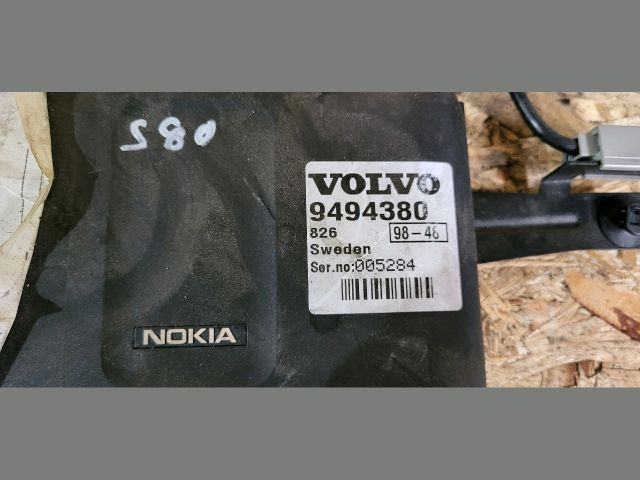 S80
VOLVO
9494380
826 98-46
Sweden
Ser.no:005284
NOKIA